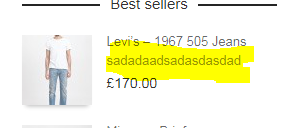 Best sellers
Levi's – 1967 505 Jeans
sadadaadsadasdasdad
£170.00